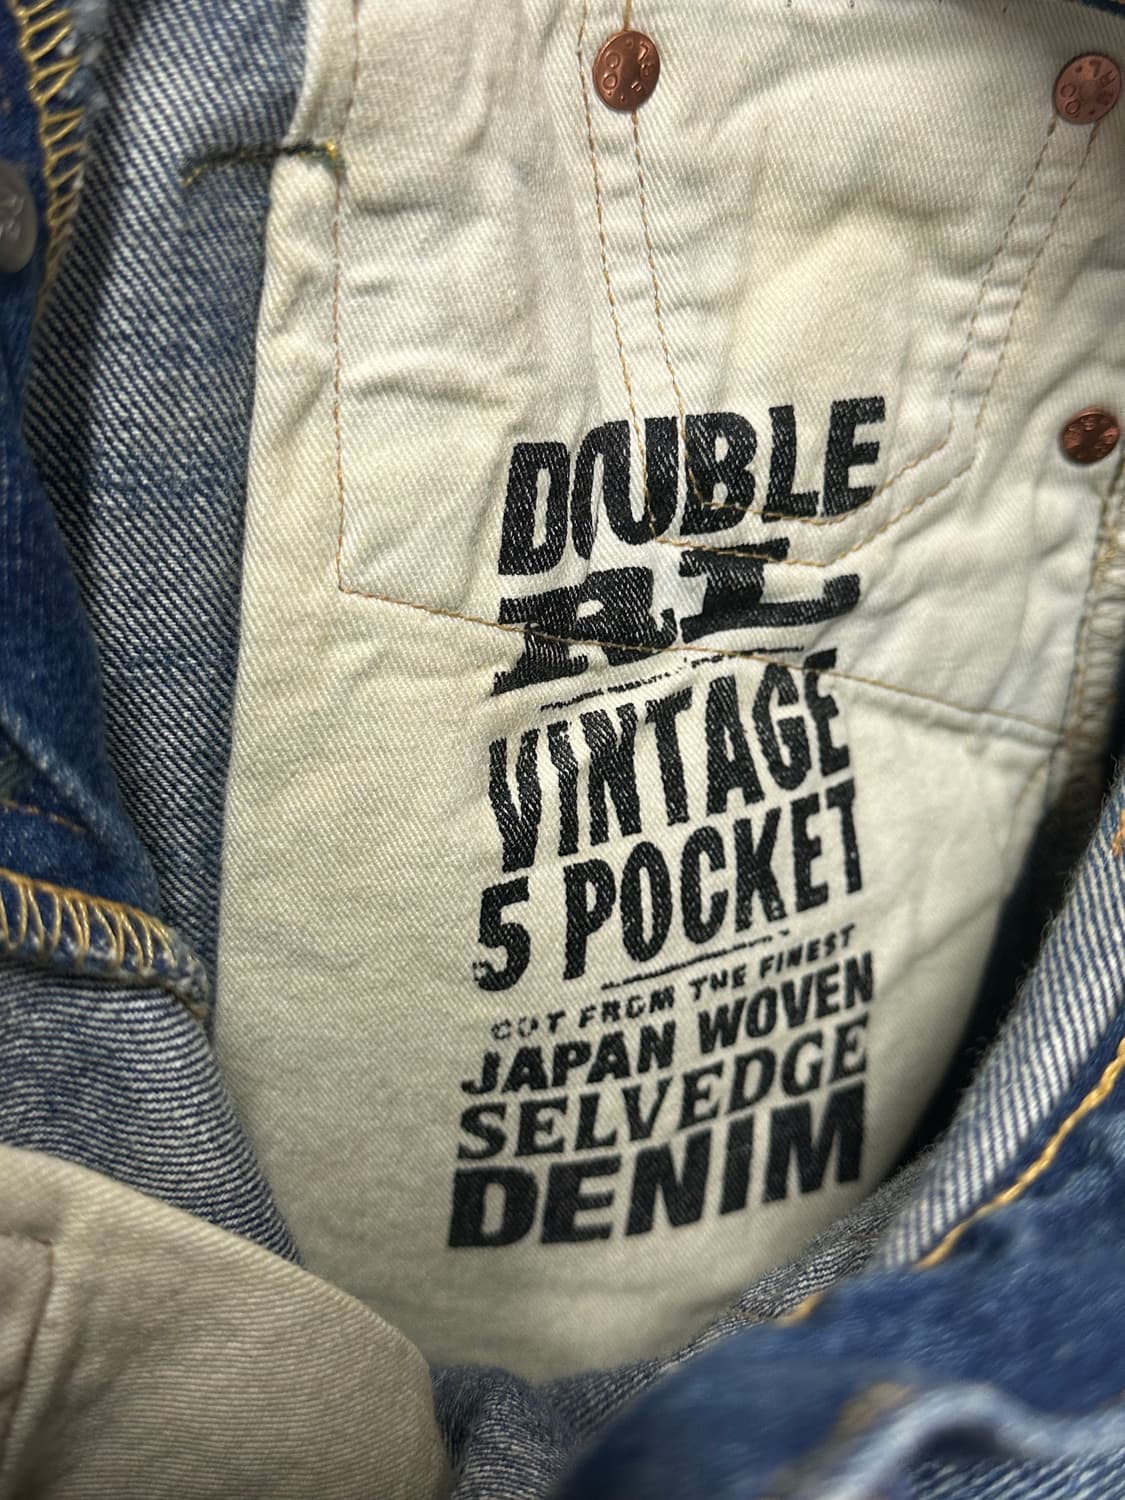 DOUBLE
RL
VINTAGE
5 POCKET
CUT FROM THE FINEST
JAPAN WOVEN
SELVEDGE
DENIM